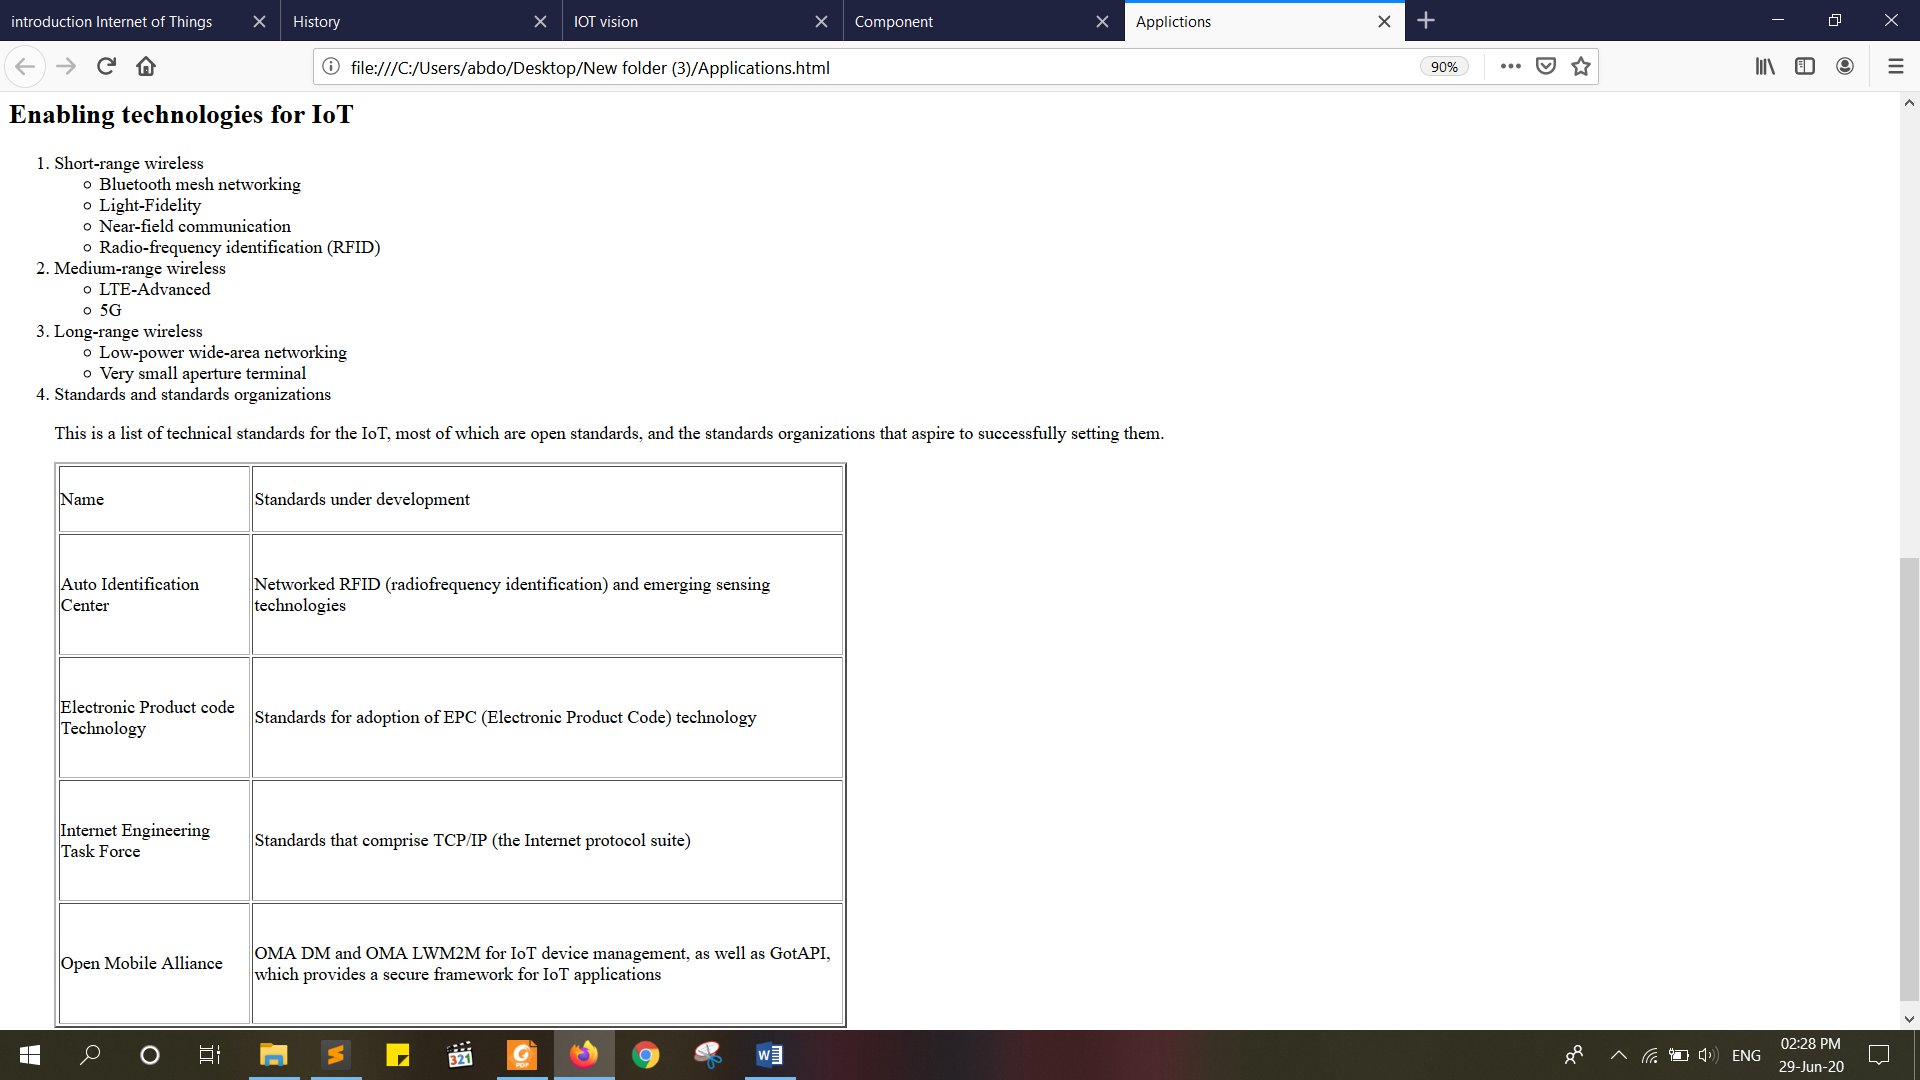 introduction Internet of Things
History
IOT vision
Component
Applictions
file:///C:/Users/abdo/Desktop/New folder (3)/Applications.html
90%
Enabling technologies for IoT
1. Short-range wireless
Bluetooth mesh networking
Light-Fidelity
Near-field communication
Radio-frequency identification (RFID)
2. Medium-range wireless
LTE-Advanced
5G
3. Long-range wireless
Low-power wide-area networking
Very small aperture terminal
4. Standards and standards organizations
This is a list of technical standards for the IoT, most of which are open standards, and the standards organizations that aspire to successfully setting them.
Name
Standards under development
Auto Identification
Center
Networked RFID (radiofrequency identification) and emerging sensing
technologies
Electronic Product code
Technology
Standards for adoption of EPC (Electronic Product Code) technology
Internet Engineering
Task Force
Standards that comprise TCP/IP (the Internet protocol suite)
Open Mobile Alliance
OMA DM and OMA LWM2M for IoT device management, as well as GotAPI,
which provides a secure framework for IoT applications
321
PDF
ENG
02:28 PM
29-Jun-20